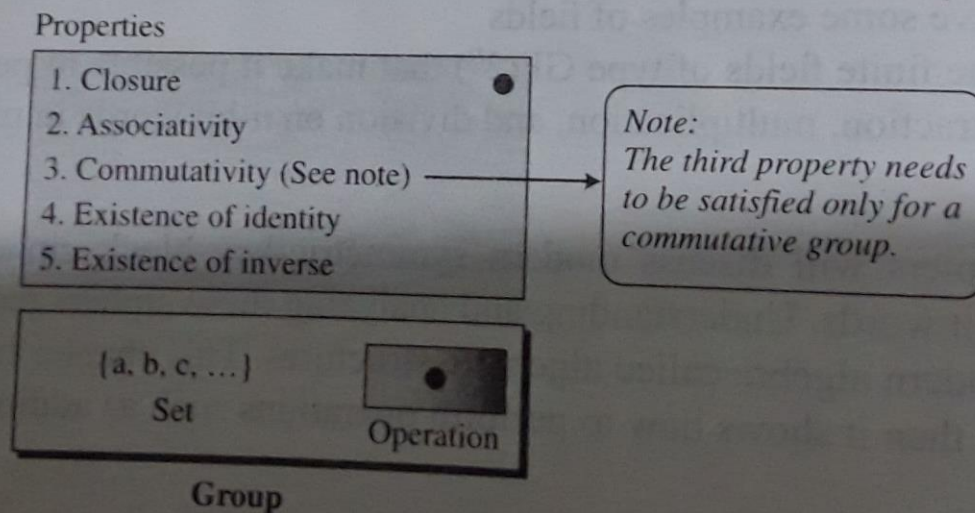 Properties
1. Closure
2. Associativity
3. Commutativity (See note)
4. Existence of identity
5. Existence of inverse
Note:
The third property needs
to be satisfied only for a
commutative group.
{a, b, c, ...}
Set
Operation
Group